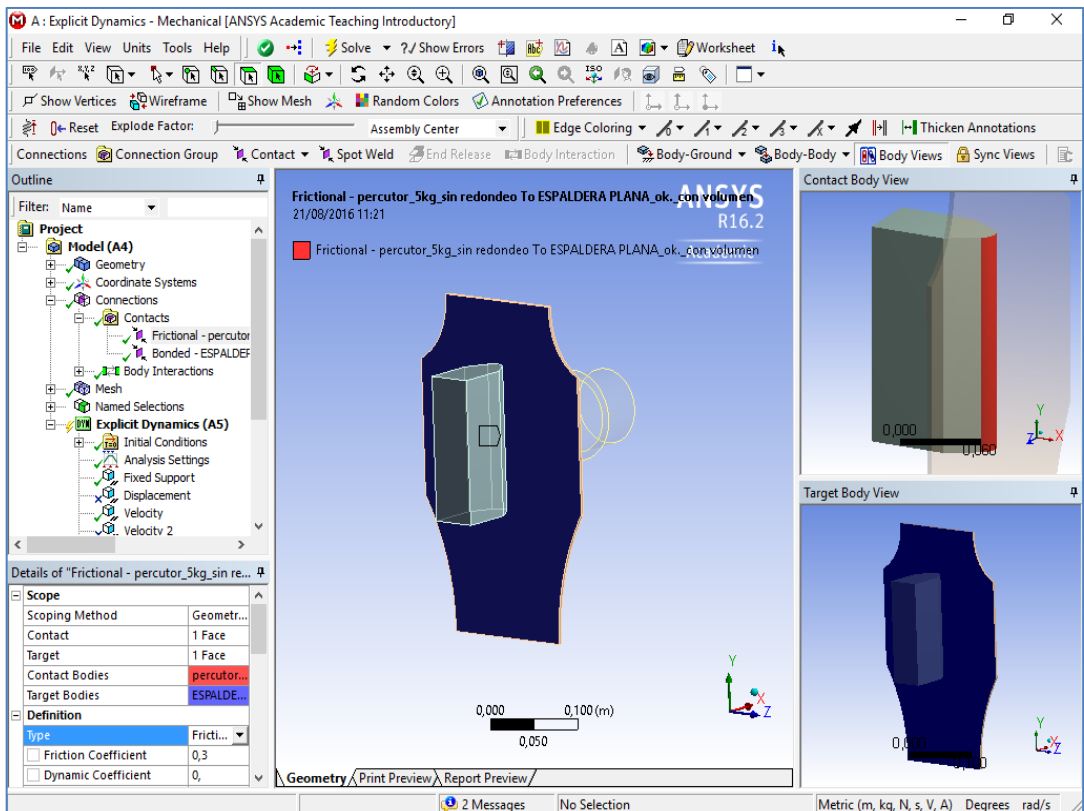 A : Explicit Dynamics - Mechanical [ANSYS Academic Teaching Introductory]
File Edit View Units Tools Help Solve ?/ Show Errors A Worksheet
ISO
Show Vertices Wireframe Show Mesh Random Colors Annotation Preferences
Reset Explode Factor: Assembly Center Edge Coloring Thicken Annotations
Connections Connection Group Contact Spot Weld End Release Body Interaction Body-Ground Body-Body Body Views Sync Views
Outline
Filter: Name
Project
Model (A4)
Geometry
Coordinate Systems
Connections
Contacts
Frictional - percutor
Bonded - ESPALDER
Body Interactions
Mesh
Named Selections
Explicit Dynamics (A5)
Initial Conditions
Analysis Settings
Fixed Support
Displacement
Velocity
Velocity 2
Details of "Frictional - percutor_5kg_sin re...
Scope
Scoping Method Geometr...
Contact 1 Face
Target 1 Face
Contact Bodies percutor...
Target Bodies ESPALDE...
Definition
Type Fricti...
Friction Coefficient 0,3
Dynamic Coefficient 0,
Frictional - percutor_5kg_sin redondeo To ESPALDERA PLANA_ok._con volumen
21/08/2016 11:21
Frictional - percutor_5kg_sin redondeo To ESPALDERA PLANA_ok._con volumen
ANSYS
R16.2
Academic
Y
X
Z
0,000 0,100 (m)
0,050
Geometry Print Preview Report Preview
Contact Body View
0,000
0,060
Y
Z X
Target Body View
Y
X
Z
2 Messages No Selection Metric (m, kg, N, s, V, A) Degrees rad/s